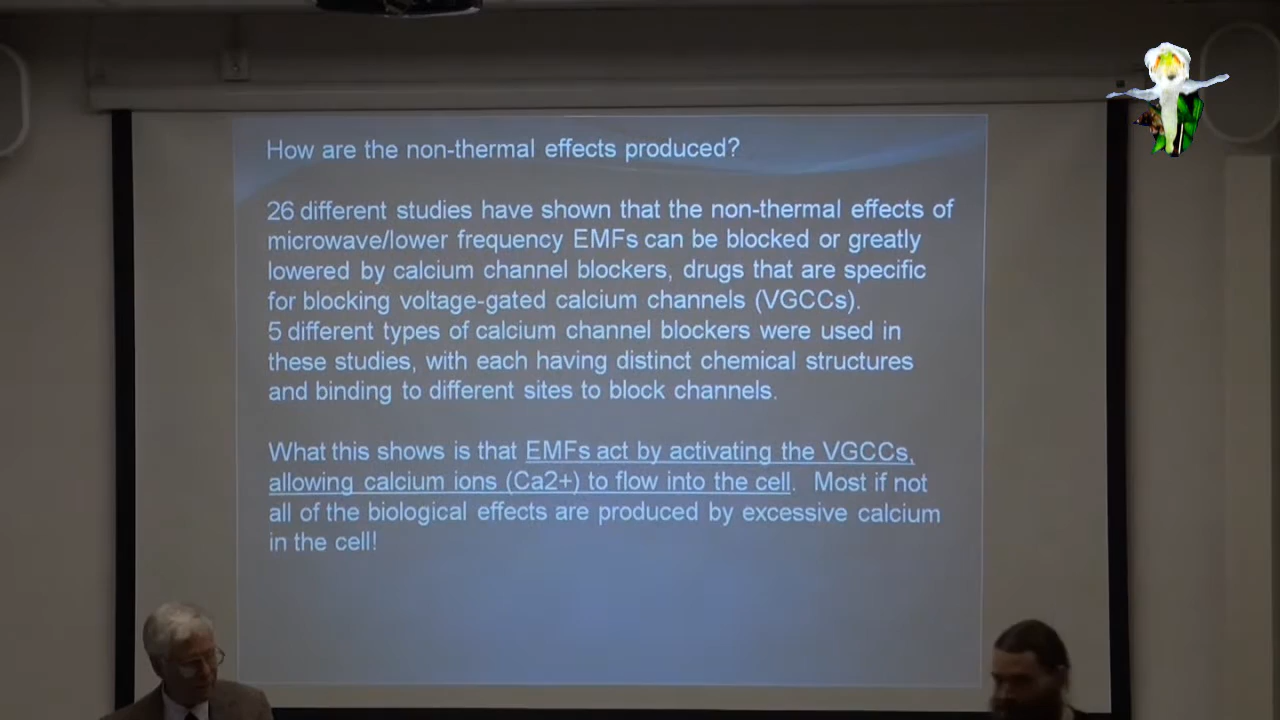 How are the non-thermal effects produced?
26 different studies have shown that the non-thermal effects of
microwave/lower frequency EMFs can be blocked or greatly
lowered by calcium channel blockers, drugs that are specific
for blocking voltage-gated calcium channels (VGCCs).
5 different types of calcium channel blockers were used in
these studies, with each having distinct chemical structures
and binding to different sites to block channels.
What this shows is that EMFs act by activating the VGCCs,
allowing calcium ions (Ca2+) to flow into the cell. Most if not
all of the biological effects are produced by excessive calcium
in the cell!